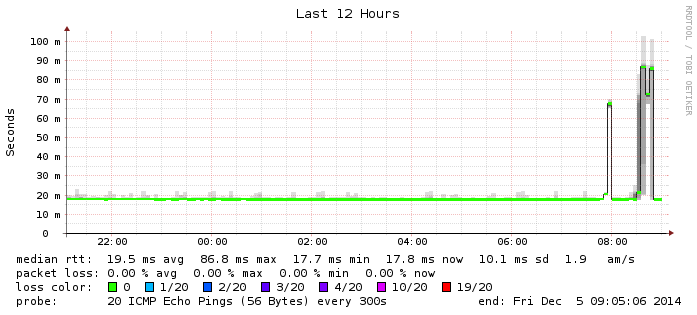 Last 12 Hours
RRDTOOL / TOBI OETIKER
Seconds
100 m
90 m
80 m
70 m
60 m
50 m
40 m
30 m
20 m
10 m
0
22:00 00:00 02:00 04:00 06:00 08:00
median rtt: 19.5 ms avg 86.8 ms max 17.7 ms min 17.8 ms now 10.1 ms sd 1.9 am/s
packet loss: 0.00 % avg 0.00 % max 0.00 % min 0.00 % now
loss color: 0 1/20 2/20 3/20 4/20 10/20 19/20
probe: 20 ICMP Echo Pings (56 Bytes) every 300s end: Fri Dec 5 09:05:06 2014